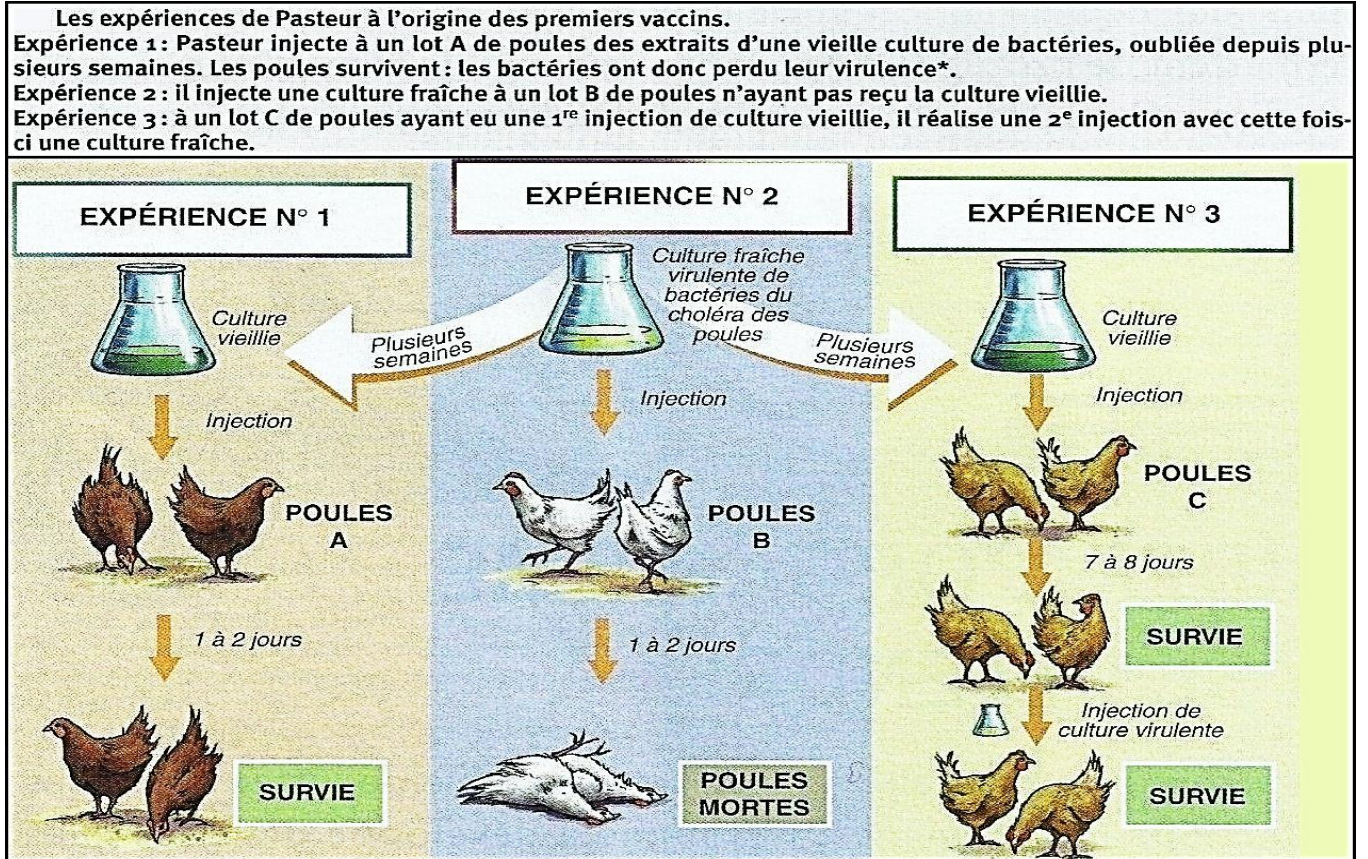 Les expériences de Pasteur à l'origine des premiers vaccins.
Expérience 1 : Pasteur injecte à un lot A de poules des extraits d'une vieille culture de bactéries, oubliée depuis plu-
sieurs semaines. Les poules survivent : les bactéries ont donc perdu leur virulence*.
Expérience 2 : il injecte une culture fraîche à un lot B de poules n'ayant pas reçu la culture vieillie.
Expérience 3 : à un lot C de poules ayant eu une 1re injection de culture vieillie, il réalise une 2e injection avec cette fois-
ci une culture fraîche.
EXPÉRIENCE N° 1
Culture
vieillie
Plusieurs
semaines
Injection
POULES
A
1 à 2 jours
SURVIE
EXPÉRIENCE N° 2
Culture fraîche
virulente de
bactéries du
choléra des
poules
Injection
POULES
B
1 à 2 jours
POULES
MORTES
EXPÉRIENCE N° 3
Plusieurs
semaines
Culture
vieillie
Injection
POULES
C
7 à 8 jours
SURVIE
Injection de
culture virulente
SURVIE